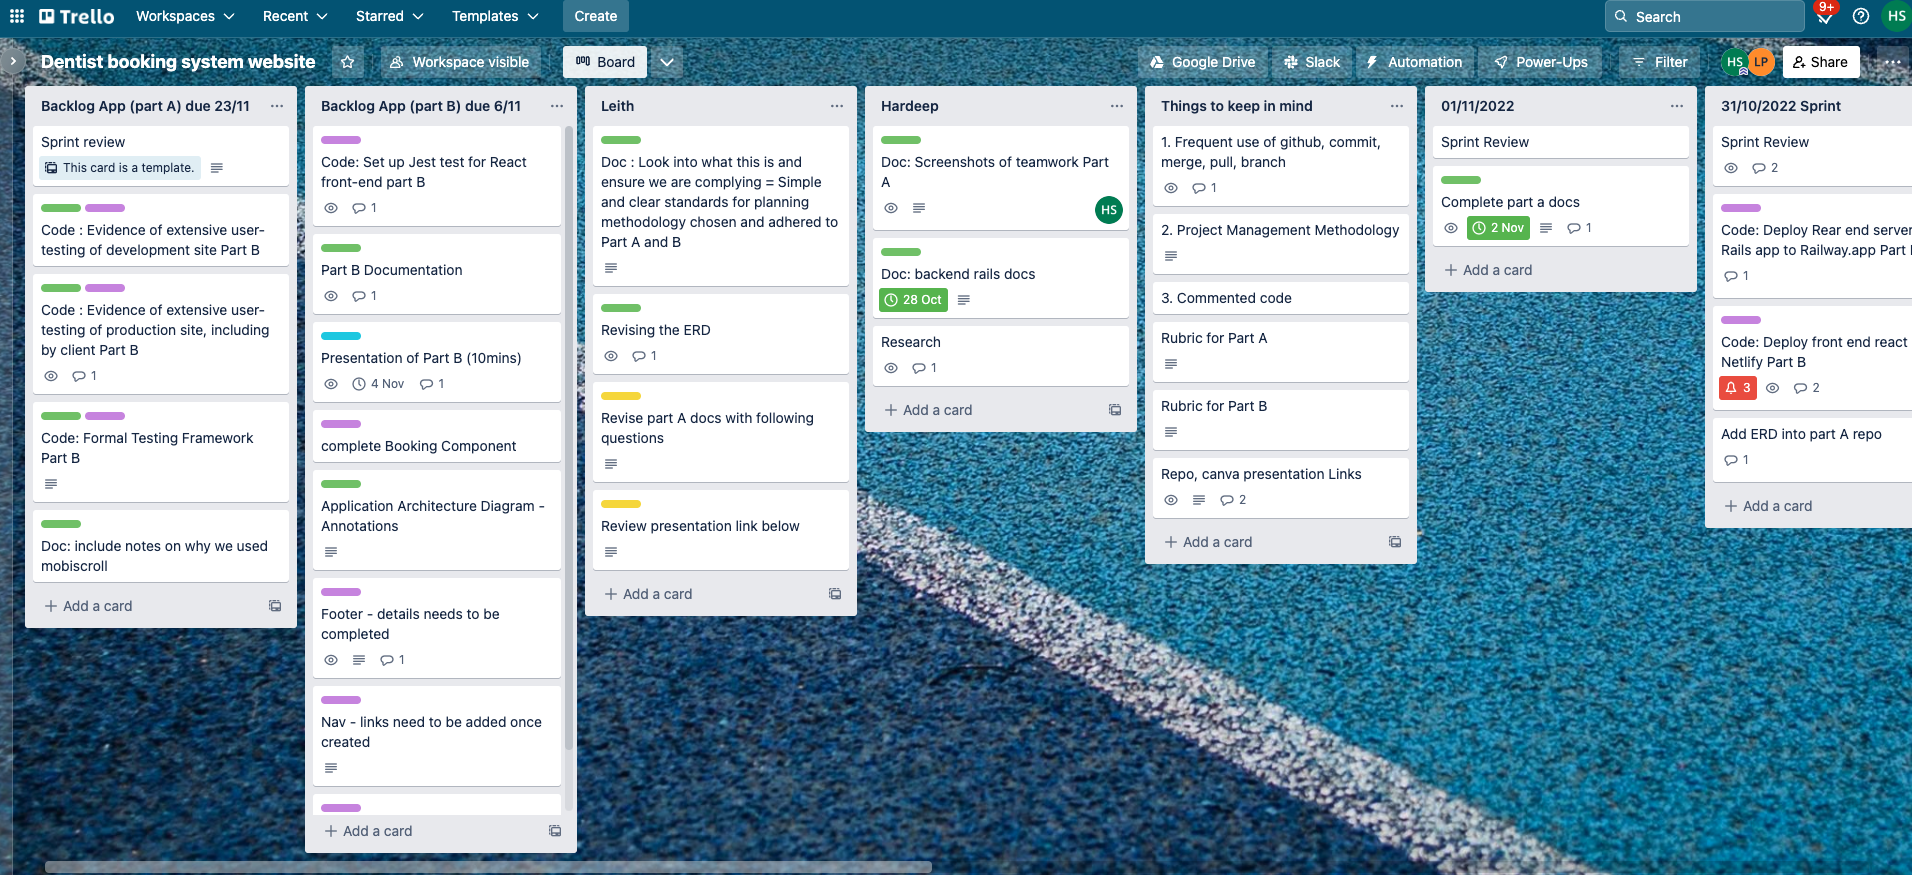 Trello
Workspaces
Recent
Starred
Templates
Create
Search
9+
HS
Dentist booking system website
Workspace visible
Board
Google Drive
Slack
Automation
Power-Ups
Filter
HS
LP
Share
Backlog App (part A) due 23/11
Sprint review
This card is a template.
Code : Evidence of extensive user-
testing of development site Part B
Code : Evidence of extensive user-
testing of production site, including
by client Part B
1
Code: Formal Testing Framework
Part B
Doc: include notes on why we used
mobiscroll
+ Add a card
Backlog App (part B) due 6/11
Code: Set up Jest test for React
front-end part B
1
Part B Documentation
1
Presentation of Part B (10mins)
4 Nov
1
complete Booking Component
Application Architecture Diagram -
Annotations
Footer - details needs to be
completed
1
Nav - links need to be added once
created
+ Add a card
Leith
Doc : Look into what this is and
ensure we are complying = Simple
and clear standards for planning
methodology chosen and adhered to
Part A and B
Revising the ERD
1
Revise part A docs with following
questions
Review presentation link below
+ Add a card
Hardeep
Doc: Screenshots of teamwork Part
A
HS
Doc: backend rails docs
28 Oct
Research
1
+ Add a card
Things to keep in mind
1. Frequent use of github, commit,
merge, pull, branch
1
2. Project Management Methodology
3. Commented code
Rubric for Part A
Rubric for Part B
Repo, canva presentation Links
2
+ Add a card
01/11/2022
Sprint Review
Complete part a docs
2 Nov
1
+ Add a card
31/10/2022 Sprint
Sprint Review
2
Code: Deploy Rear end server
Rails app to Railway.app Part
1
Code: Deploy front end react
Netlify Part B
3
2
Add ERD into part A repo
1
+ Add a card